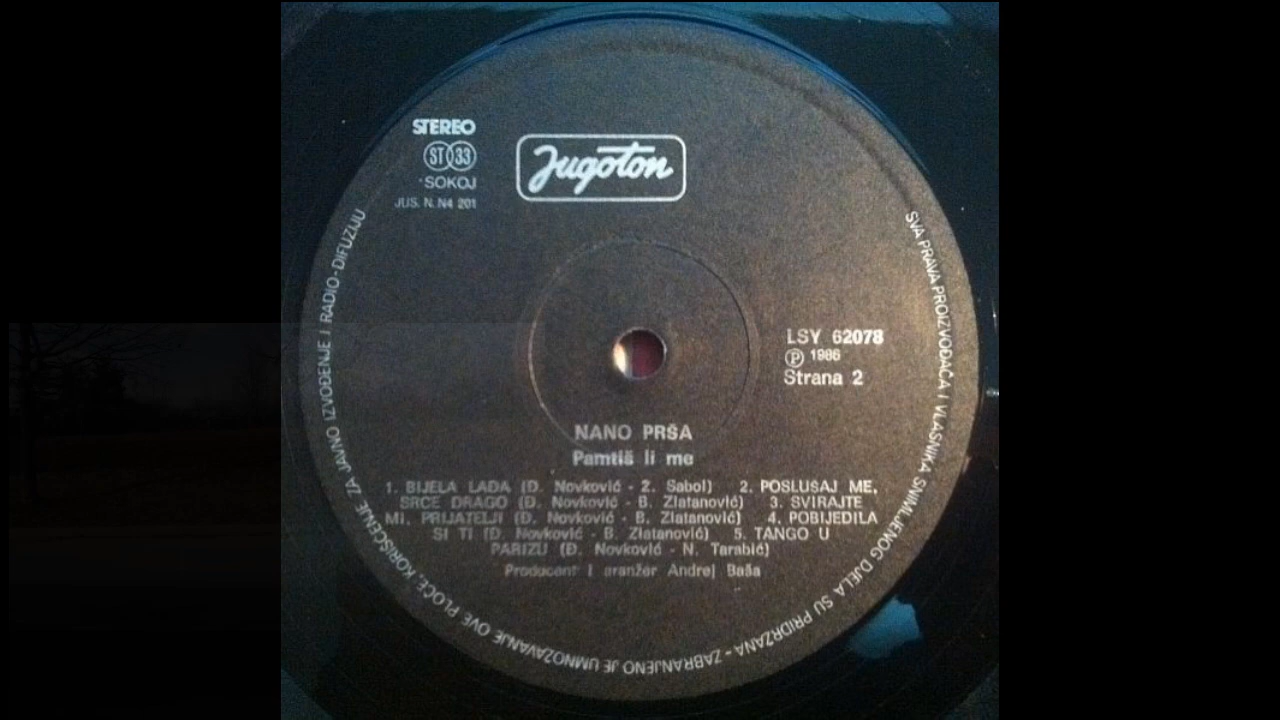 STEREO
ST 33
SOKOJ
JUS. N. N4 201
Jugoton
LSY 62078
Ⓟ 1986
Strana 2
NANO PRŠA
Pamtiš li me
1. BIJELA LADA (Đ. Novković - Ž. Sabol) 2. POSLUŠAJ ME,
SRCE DRAGO (Đ. Novković - B. Zlatanović) 3. SVIRAJTE
MI, PRIJATELJI (Đ. Novković - B. Zlatanović) 4. POBIJEDILA
SI TI (Đ. Novković - B. Zlatanović) 5. TANGO U
PARIZU (Đ. Novković - N. Tarabić)
Producent i aranžer Andrej Baša
SVA PRAVA PROIZVOĐAČA I VLASNIKA SNIMLJENOG DJELA SU PRIDRŽANA - ZABRANJENO JE UMNOŽAVANJE OVE PLOČE, KORIŠĆENJE ZA JAVNO IZVOĐENJE I RADIO-DIFUZIJU